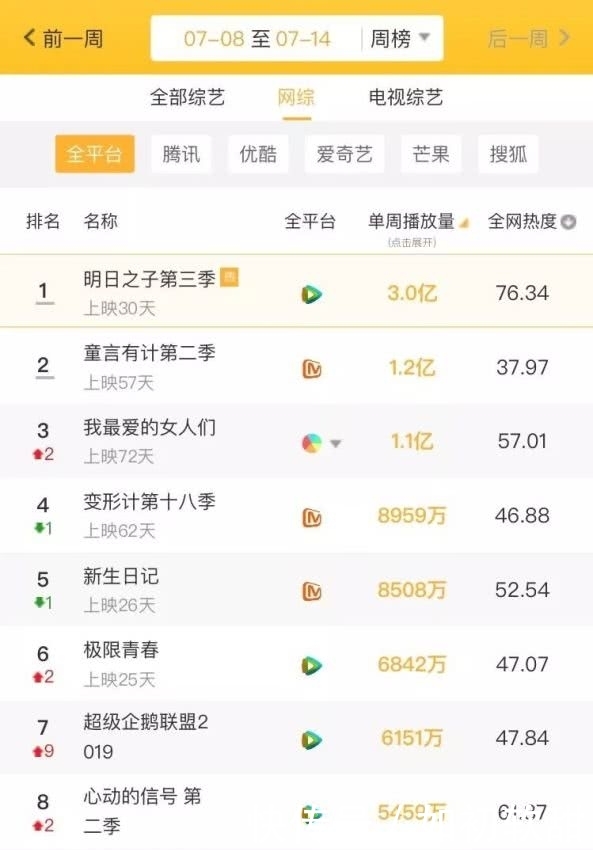 前一周
07-08 至 07-14
周榜
后一周
全部综艺
网综
电视综艺
全平台
腾讯
优酷
爱奇艺
芒果
搜狐
排名
名称
全平台
单周播放量
(点击展开)
全网热度
1
明日之子第三季
上映30天
3.0亿
76.34
2
童言有计第二季
上映57天
1.2亿
37.97
3
2
我最爱的女人们
上映72天
1.1亿
57.01
4
1
变形计第十八季
上映62天
8959万
46.88
5
1
新生日记
上映26天
8508万
52.54
6
2
极限青春
上映25天
6842万
47.07
7
9
超级企鹅联盟2
019
6151万
47.84
8
2
心动的信号 第
二季
5459万